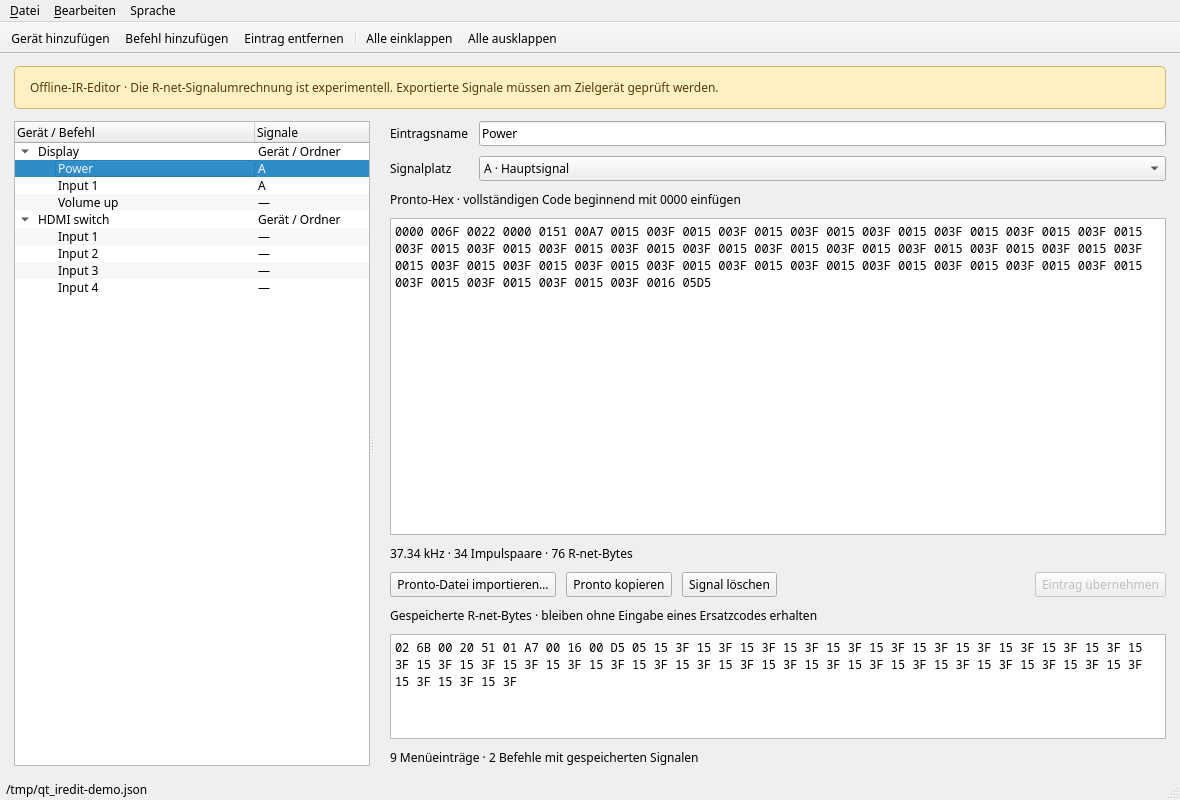 Datei Bearbeiten Sprache
Gerät hinzufügen Befehl hinzufügen Eintrag entfernen Alle einklappen Alle ausklappen
Offline-IR-Editor · Die R-net-Signalumrechnung ist experimentell. Exportierte Signale müssen am Zielgerät geprüft werden.
Gerät / Befehl Signale
Display Gerät / Ordner
Power A
Input 1 A
Volume up —
HDMI switch Gerät / Ordner
Input 1 —
Input 2 —
Input 3 —
Input 4 —
Eintragsname Power
Signalplatz A · Hauptsignal
Pronto-Hex · vollständigen Code beginnend mit 0000 einfügen
0000 006F 0022 0000 0151 00A7 0015 003F 0015 003F 0015 003F 0015 003F 0015 003F 0015 003F 0015 003F 0015
003F 0015 003F 0015 003F 0015 003F 0015 003F 0015 003F 0015 003F 0015 003F 0015 003F 0015 003F 0015 003F
0015 003F 0015 003F 0015 003F 0015 003F 0015 003F 0015 003F 0015 003F 0015 003F 0015 003F 0015 003F 0015
003F 0015 003F 0015 003F 0015 003F 0016 05D5
37.34 kHz · 34 Impulspaare · 76 R-net-Bytes
Pronto-Datei importieren... Pronto kopieren Signal löschen Eintrag übernehmen
Gespeicherte R-net-Bytes · bleiben ohne Eingabe eines Ersatzcodes erhalten
02 6B 00 20 51 01 A7 00 16 00 D5 05 15 3F 15 3F 15 3F 15 3F 15 3F 15 3F 15 3F 15 3F 15 3F 15 3F 15 3F 15
3F 15 3F 15 3F 15 3F 15 3F 15 3F 15 3F 15 3F 15 3F 15 3F 15 3F 15 3F 15 3F 15 3F 15 3F 15 3F 15 3F 15 3F
15 3F 15 3F 15 3F
9 Menüeinträge · 2 Befehle mit gespeicherten Signalen
/tmp/qt_iredit-demo.json